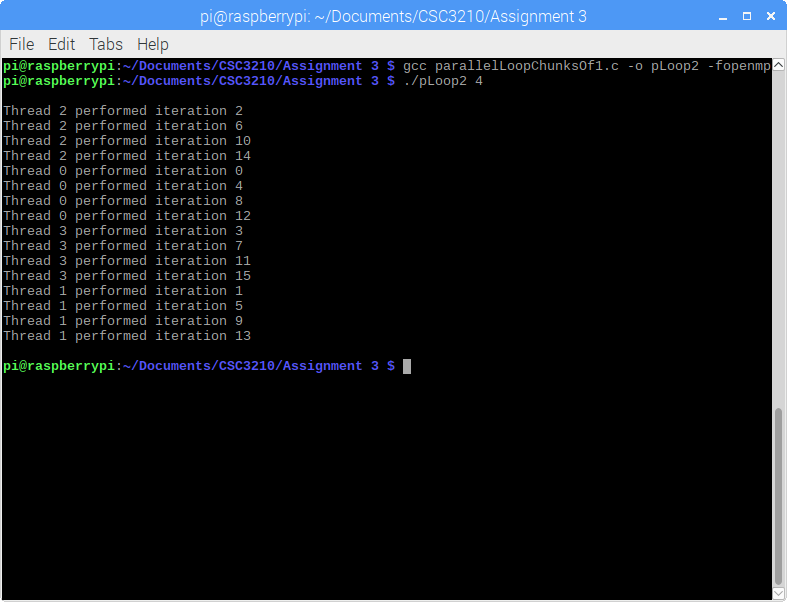 pi@raspberrypi: ~/Documents/CSC3210/Assignment 3
File Edit Tabs Help
pi@raspberrypi:~/Documents/CSC3210/Assignment 3 $ gcc parallelLoopChunksOf1.c -o pLoop2 -fopenmp
pi@raspberrypi:~/Documents/CSC3210/Assignment 3 $ ./pLoop2 4
Thread 2 performed iteration 2
Thread 2 performed iteration 6
Thread 2 performed iteration 10
Thread 2 performed iteration 14
Thread 0 performed iteration 0
Thread 0 performed iteration 4
Thread 0 performed iteration 8
Thread 0 performed iteration 12
Thread 3 performed iteration 3
Thread 3 performed iteration 7
Thread 3 performed iteration 11
Thread 3 performed iteration 15
Thread 1 performed iteration 1
Thread 1 performed iteration 5
Thread 1 performed iteration 9
Thread 1 performed iteration 13
pi@raspberrypi:~/Documents/CSC3210/Assignment 3 $